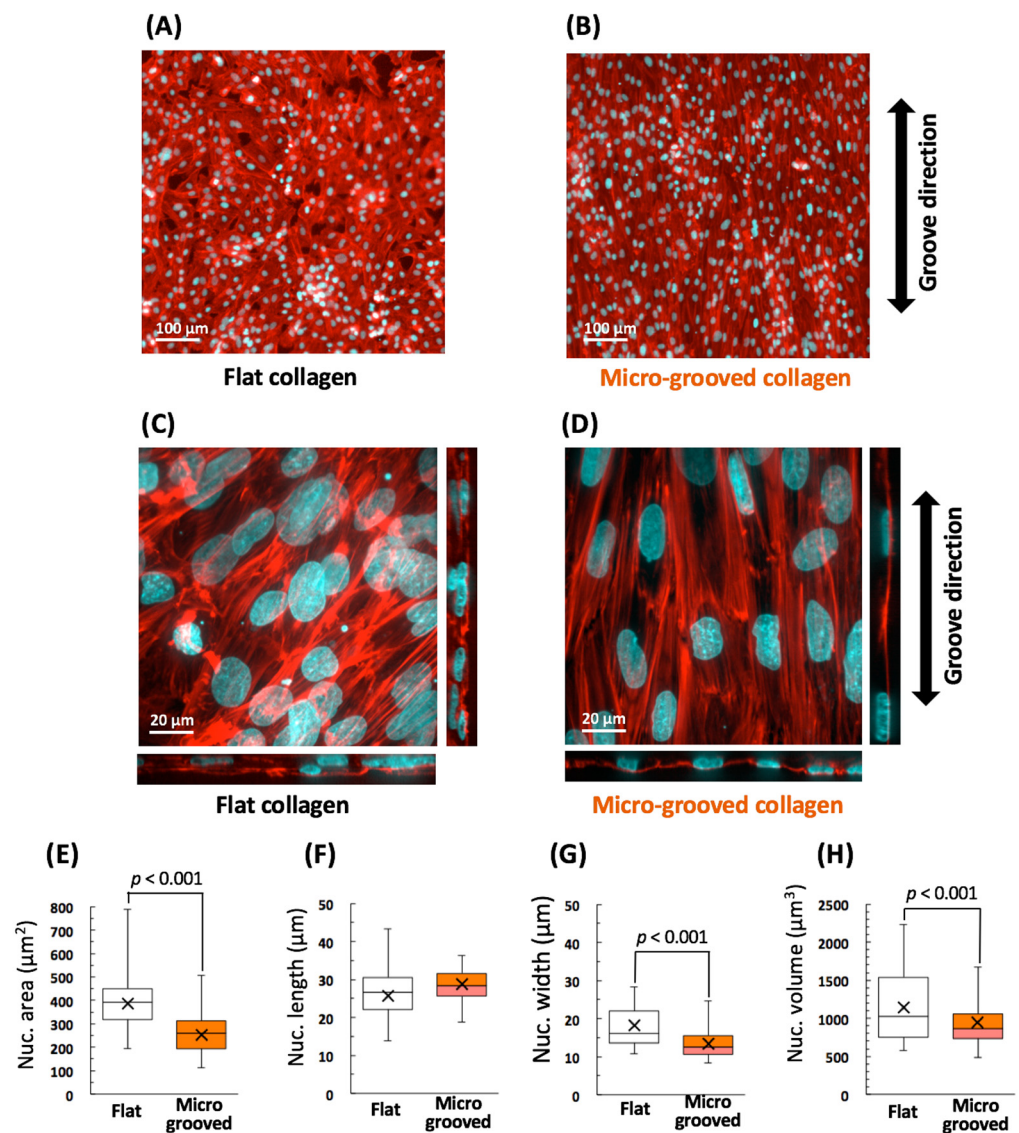 (A)
(B)
100 μm
100 μm
Groove direction
Flat collagen
Micro-grooved collagen
(C)
(D)
20 μm
20 μm
Groove direction
Flat collagen
Micro-grooved collagen
(E)
(F)
(G)
(H)
Nuc. area (μm²)
800
700
600
500
400
300
200
100
0
p < 0.001
Flat
Micro
grooved
Nuc. length (μm)
50
40
30
20
10
0
Flat
Micro
grooved
Nuc. width (μm)
50
40
30
20
10
0
p < 0.001
Flat
Micro
grooved
Nuc. volume (μm³)
2500
2000
1500
1000
500
0
p < 0.001
Flat
Micro
grooved